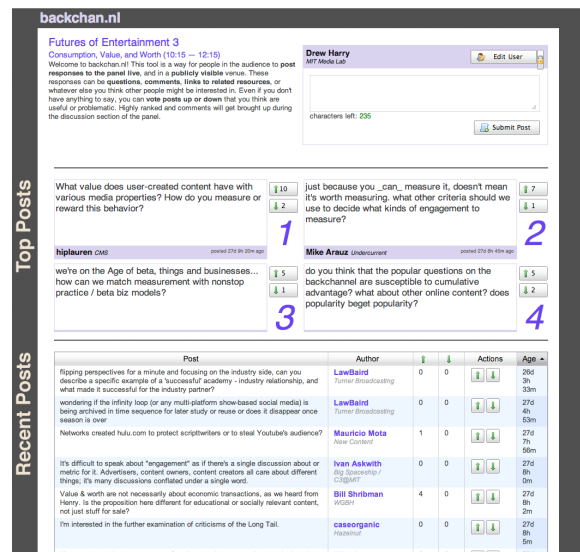 backchan.nl
Futures of Entertainment 3
Consumption, Value, and Worth (10:15 — 12:15)
Welcome to backchan.nl! This tool is a way for people in the audience to post
responses to the panel live, and in a publicly visible venue. These
responses can be questions, comments, links to related resources, or
whatever else you think other people might be interested in. Even if you don't
have anything to say, you can vote posts up or down that you think are
useful or problematic. Highly ranked and comments will get brought up during
the discussion section of the panel.
Drew Harry
MIT Media Lab
Edit User
characters left: 235
Submit Post
Top Posts
What value does user-created content have with
various media properties? How do you measure or
reward this behavior?
10
2
1
hiplauren CMS
posted 27d 9h 20m ago
just because you _can_ measure it, doesn't mean
it's worth measuring. what other criteria should we
use to decide what kinds of engagement to
measure?
7
1
2
Mike Arauz Undercurrent
posted 27d 8h 45m ago
we're on the Age of beta, things and businesses...
how can we match measurement with nonstop
practice / beta biz models?
5
1
3
do you think that the popular questions on the
backchannel are susceptible to cumulative
advantage? what about other online content? does
popularity beget popularity?
5
2
4
Recent Posts
Post Author Actions Age
flipping perspectives for a minute and focusing on the industry side, can you
describe a specific example of a 'successful' academy - industry relationship, and
what made it successful for the industry partner?
LawBaird
Turner Broadcasting
0 0
26d
3h
33m
wondering if the infinity loop (or any multi-platform show-based social media) is
being archived in time sequence for later study or reuse or does it disappear once
season is over
LawBaird
Turner Broadcasting
0 0
27d
4h
53m
Networks created hulu.com to protect scripttwriters or to steal Youtube's audience?
Mauricio Mota
New Content
1 0
27d
7h
56m
It's difficult to speak about "engagement" as if there's a single discussion about or
metric for it. Advertisers, content owners, content creators all care about different
things; it's many discussions conflated under a single word.
Ivan Askwith
Big Spaceship /
C3@MIT
0 0
27d
8h
0m
Value & worth are not necessarily about economic transactions, as we heard from
Henry. Is the proposition here different for educational or socially relevant content,
not just stuff for sale?
Bill Shribman
WGBH
4 0
27d
8h
2m
I'm interested in the further examination of criticisms of the Long Tail.
caseorganic
Hazelnut
0 0
27d
8h
5m